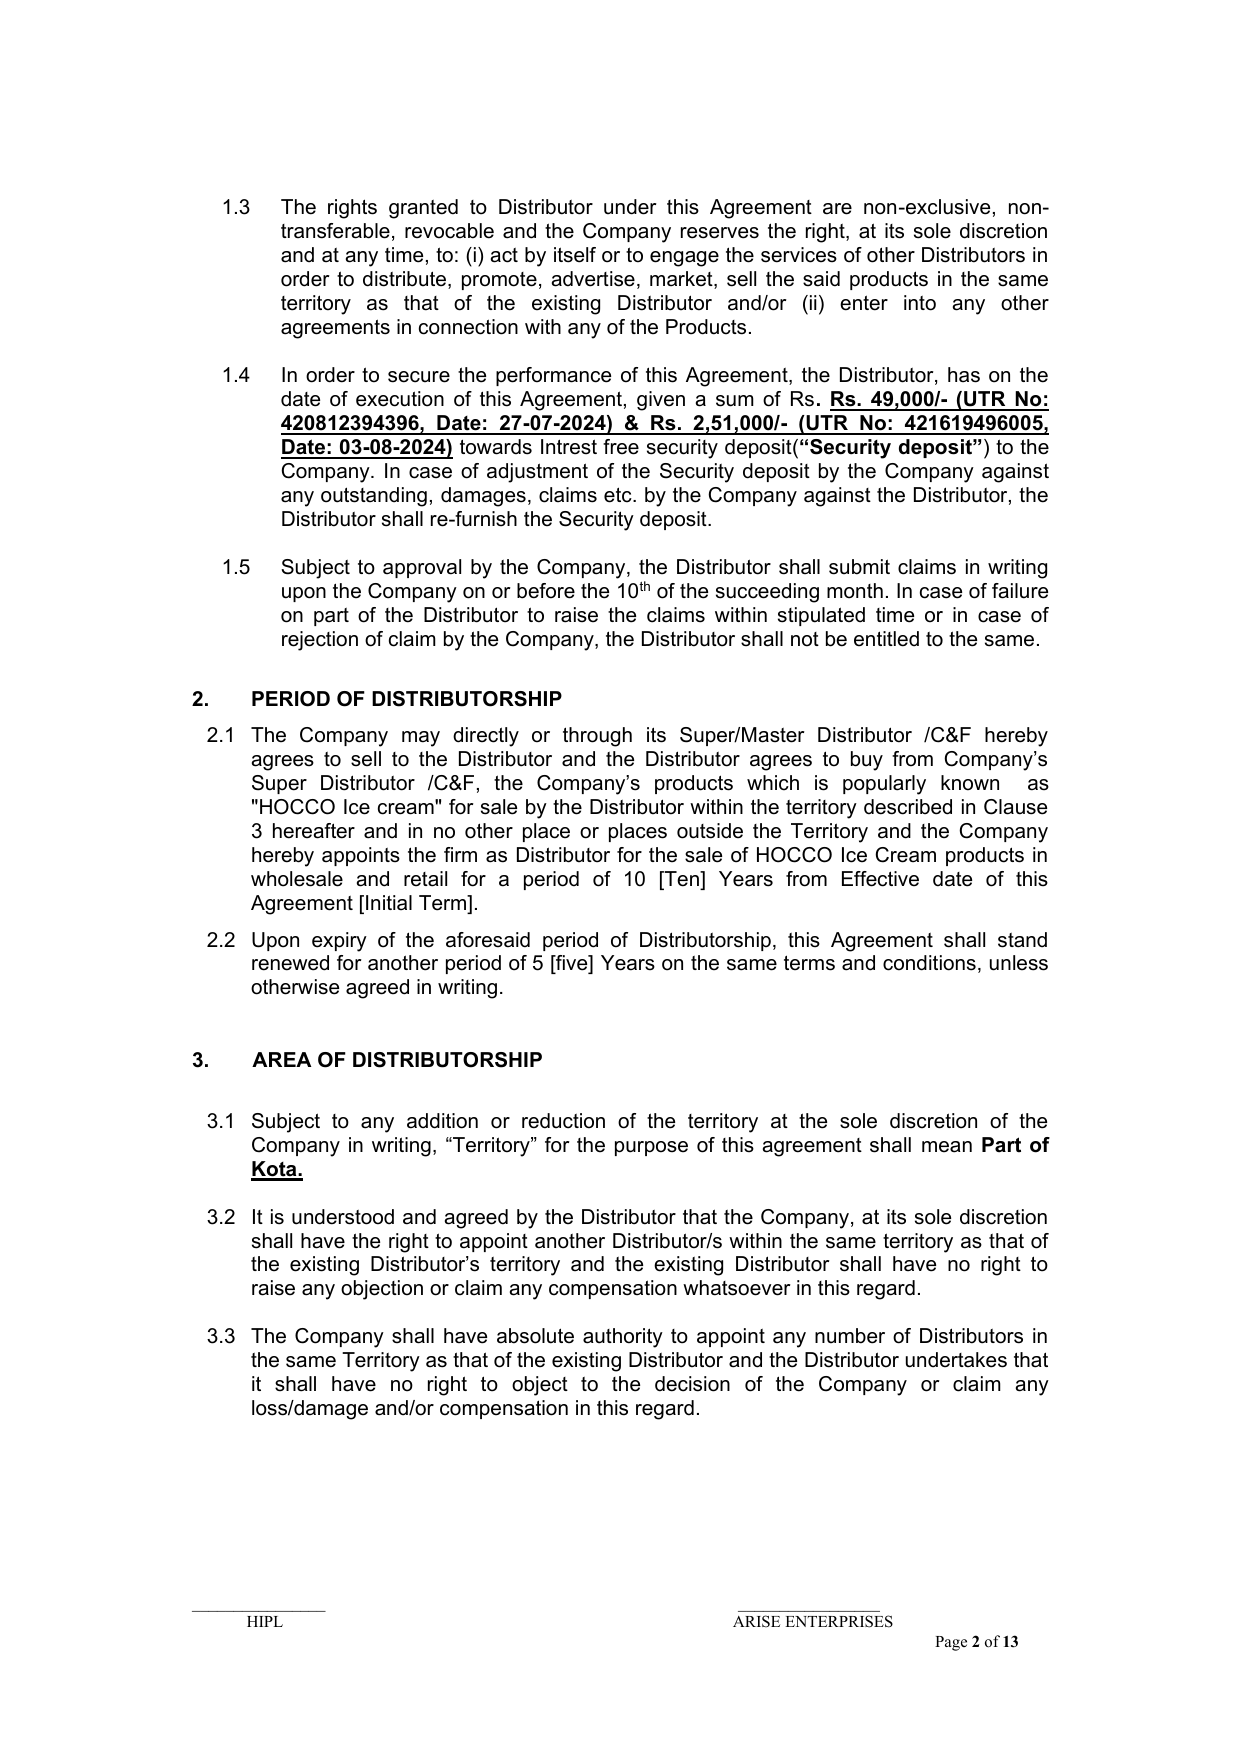 1.3 The rights granted to Distributor under this Agreement are non-exclusive, non-
transferable, revocable and the Company reserves the right, at its sole discretion
and at any time, to: (i) act by itself or to engage the services of other Distributors in
order to distribute, promote, advertise, market, sell the said products in the same
territory as that of the existing Distributor and/or (ii) enter into any other
agreements in connection with any of the Products.
1.4 In order to secure the performance of this Agreement, the Distributor, has on the
date of execution of this Agreement, given a sum of Rs. Rs. 49,000/- (UTR No:
420812394396, Date: 27-07-2024) & Rs. 2,51,000/- (UTR No: 421619496005,
Date: 03-08-2024) towards Intrest free security deposit(“Security deposit”) to the
Company. In case of adjustment of the Security deposit by the Company against
any outstanding, damages, claims etc. by the Company against the Distributor, the
Distributor shall re-furnish the Security deposit.
1.5 Subject to approval by the Company, the Distributor shall submit claims in writing
upon the Company on or before the 10th of the succeeding month. In case of failure
on part of the Distributor to raise the claims within stipulated time or in case of
rejection of claim by the Company, the Distributor shall not be entitled to the same.
2. PERIOD OF DISTRIBUTORSHIP
2.1 The Company may directly or through its Super/Master Distributor /C&F hereby
agrees to sell to the Distributor and the Distributor agrees to buy from Company’s
Super Distributor /C&F, the Company’s products which is popularly known as
"HOCCO Ice cream" for sale by the Distributor within the territory described in Clause
3 hereafter and in no other place or places outside the Territory and the Company
hereby appoints the firm as Distributor for the sale of HOCCO Ice Cream products in
wholesale and retail for a period of 10 [Ten] Years from Effective date of this
Agreement [Initial Term].
2.2 Upon expiry of the aforesaid period of Distributorship, this Agreement shall stand
renewed for another period of 5 [five] Years on the same terms and conditions, unless
otherwise agreed in writing.
3. AREA OF DISTRIBUTORSHIP
3.1 Subject to any addition or reduction of the territory at the sole discretion of the
Company in writing, “Territory” for the purpose of this agreement shall mean Part of
Kota.
3.2 It is understood and agreed by the Distributor that the Company, at its sole discretion
shall have the right to appoint another Distributor/s within the same territory as that of
the existing Distributor’s territory and the existing Distributor shall have no right to
raise any objection or claim any compensation whatsoever in this regard.
3.3 The Company shall have absolute authority to appoint any number of Distributors in
the same Territory as that of the existing Distributor and the Distributor undertakes that
it shall have no right to object to the decision of the Company or claim any
loss/damage and/or compensation in this regard.
HIPL ARISE ENTERPRISES
Page 2 of 13